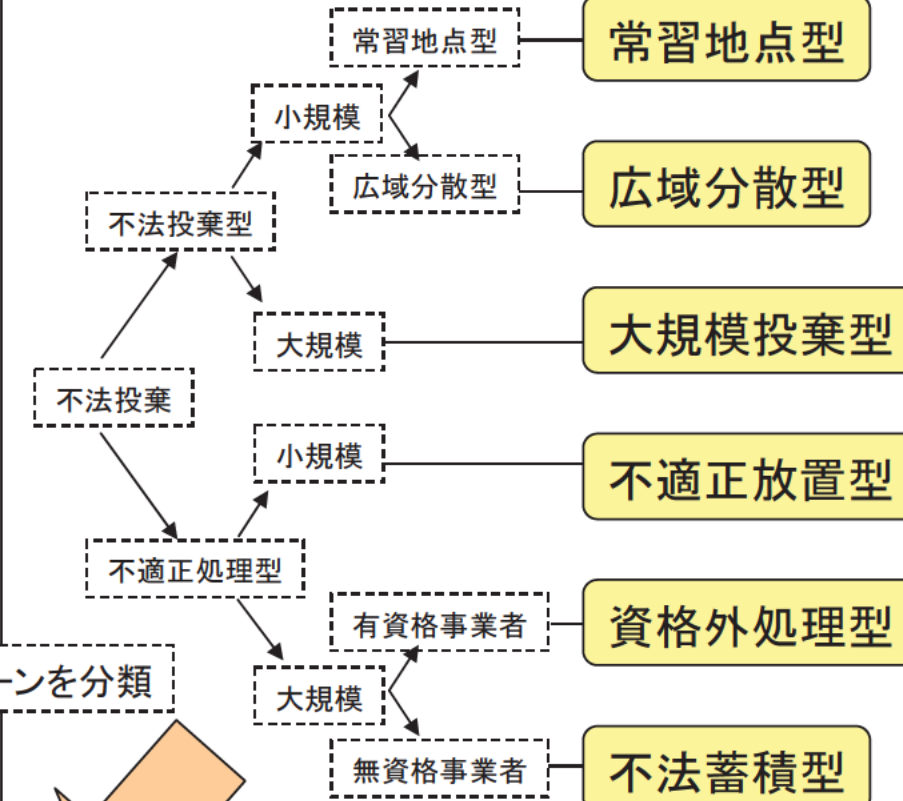 常習地点型
常習地点型
小規模
広域分散型
広域分散型
不法投棄型
大規模
大規模投棄型
不法投棄
小規模
不適正放置型
不適正処理型
有資格事業者
資格外処理型
ーンを分類
大規模
無資格事業者
不法蓄積型